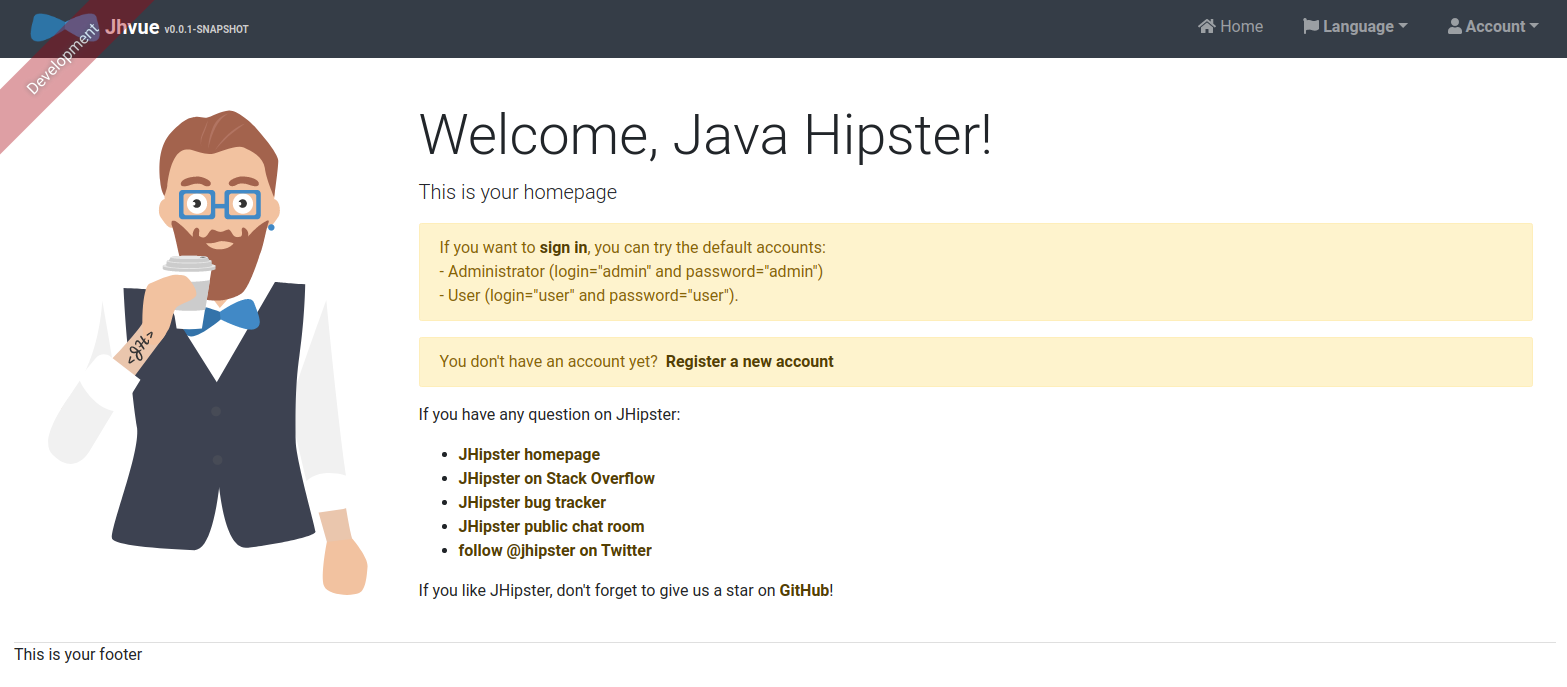 Development
Jhvue v0.0.1-SNAPSHOT
Home
Language
Account
Welcome, Java Hipster!
This is your homepage
If you want to sign in, you can try the default accounts:
- Administrator (login="admin" and password="admin")
- User (login="user" and password="user").
You don't have an account yet? Register a new account
<JH>
If you have any question on JHipster:
JHipster homepage
JHipster on Stack Overflow
JHipster bug tracker
JHipster public chat room
follow @jhipster on Twitter
If you like JHipster, don't forget to give us a star on GitHub!
This is your footer